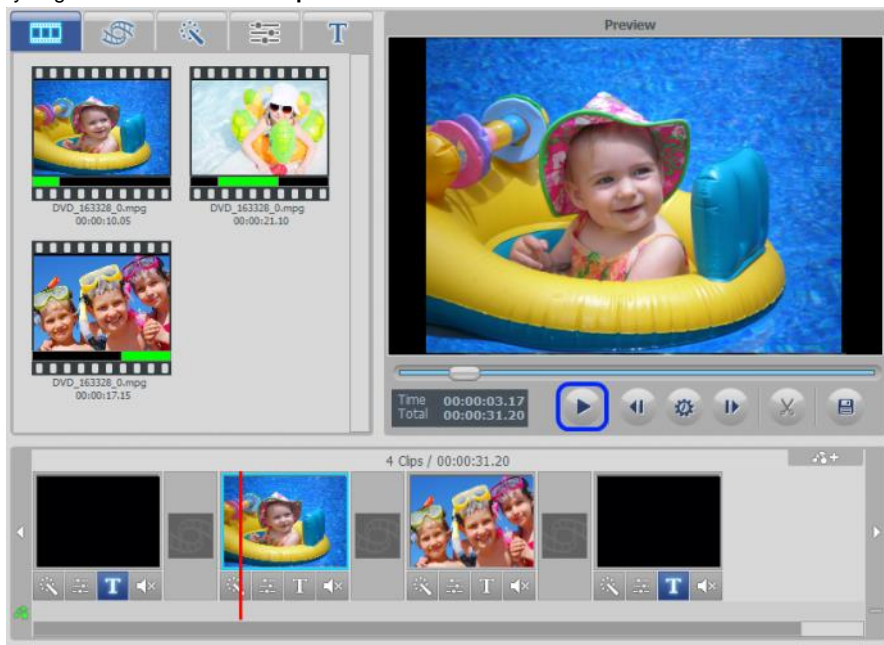 T
Preview
DVD_163328_0.mpg
00:00:10.05
DVD_163328_0.mpg
00:00:21.10
DVD_163328_0.mpg
00:00:17.15
Time 00:00:03.17
Total 00:00:31.20
4 Clips / 00:00:31.20
T
T
T
T